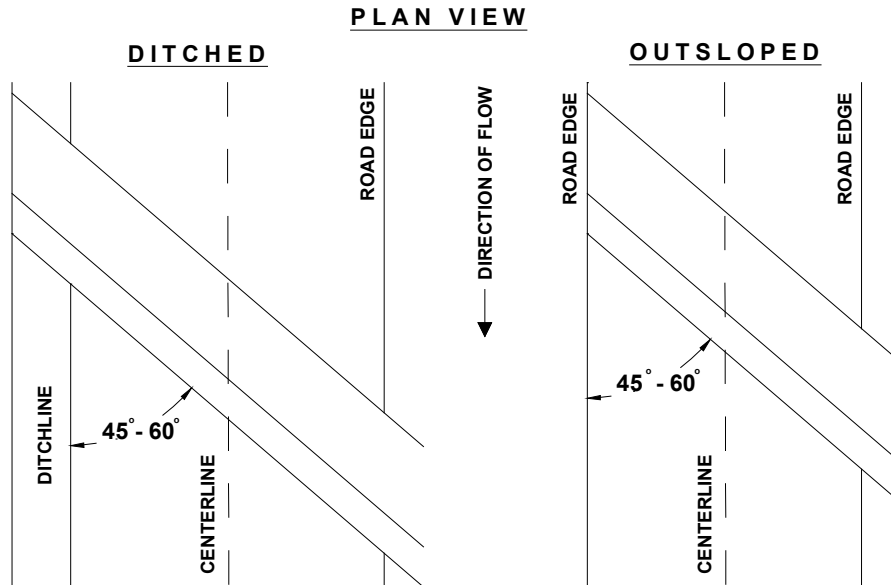 PLAN VIEW
DITCHED
OUTSLOPED
ROAD EDGE
DIRECTION OF FLOW
ROAD EDGE
ROAD EDGE
45° - 60°
45° - 60°
DITCHLINE
CENTERLINE
CENTERLINE